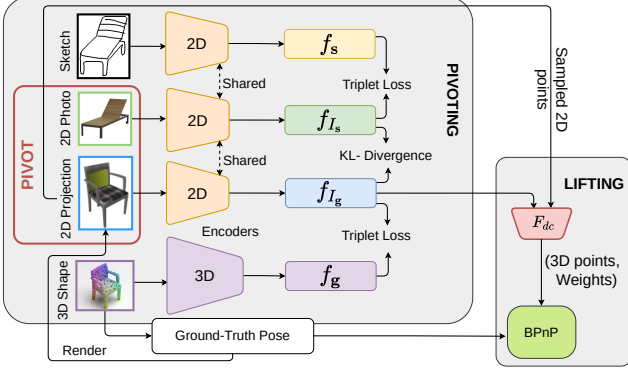 Sketch
2D
f_s
Shared
Triplet Loss
Sampled 2D
points
PIVOTING
PIVOT
2D Photo
2D
f_{I_s}
Shared
KL- Divergence
2D Projection
2D
f_{I_g}
LIFTING
F_{dc}
Encoders
Triplet Loss
3D Shape
3D
f_g
(3D points,
Weights)
Ground-Truth Pose
BPnP
Render